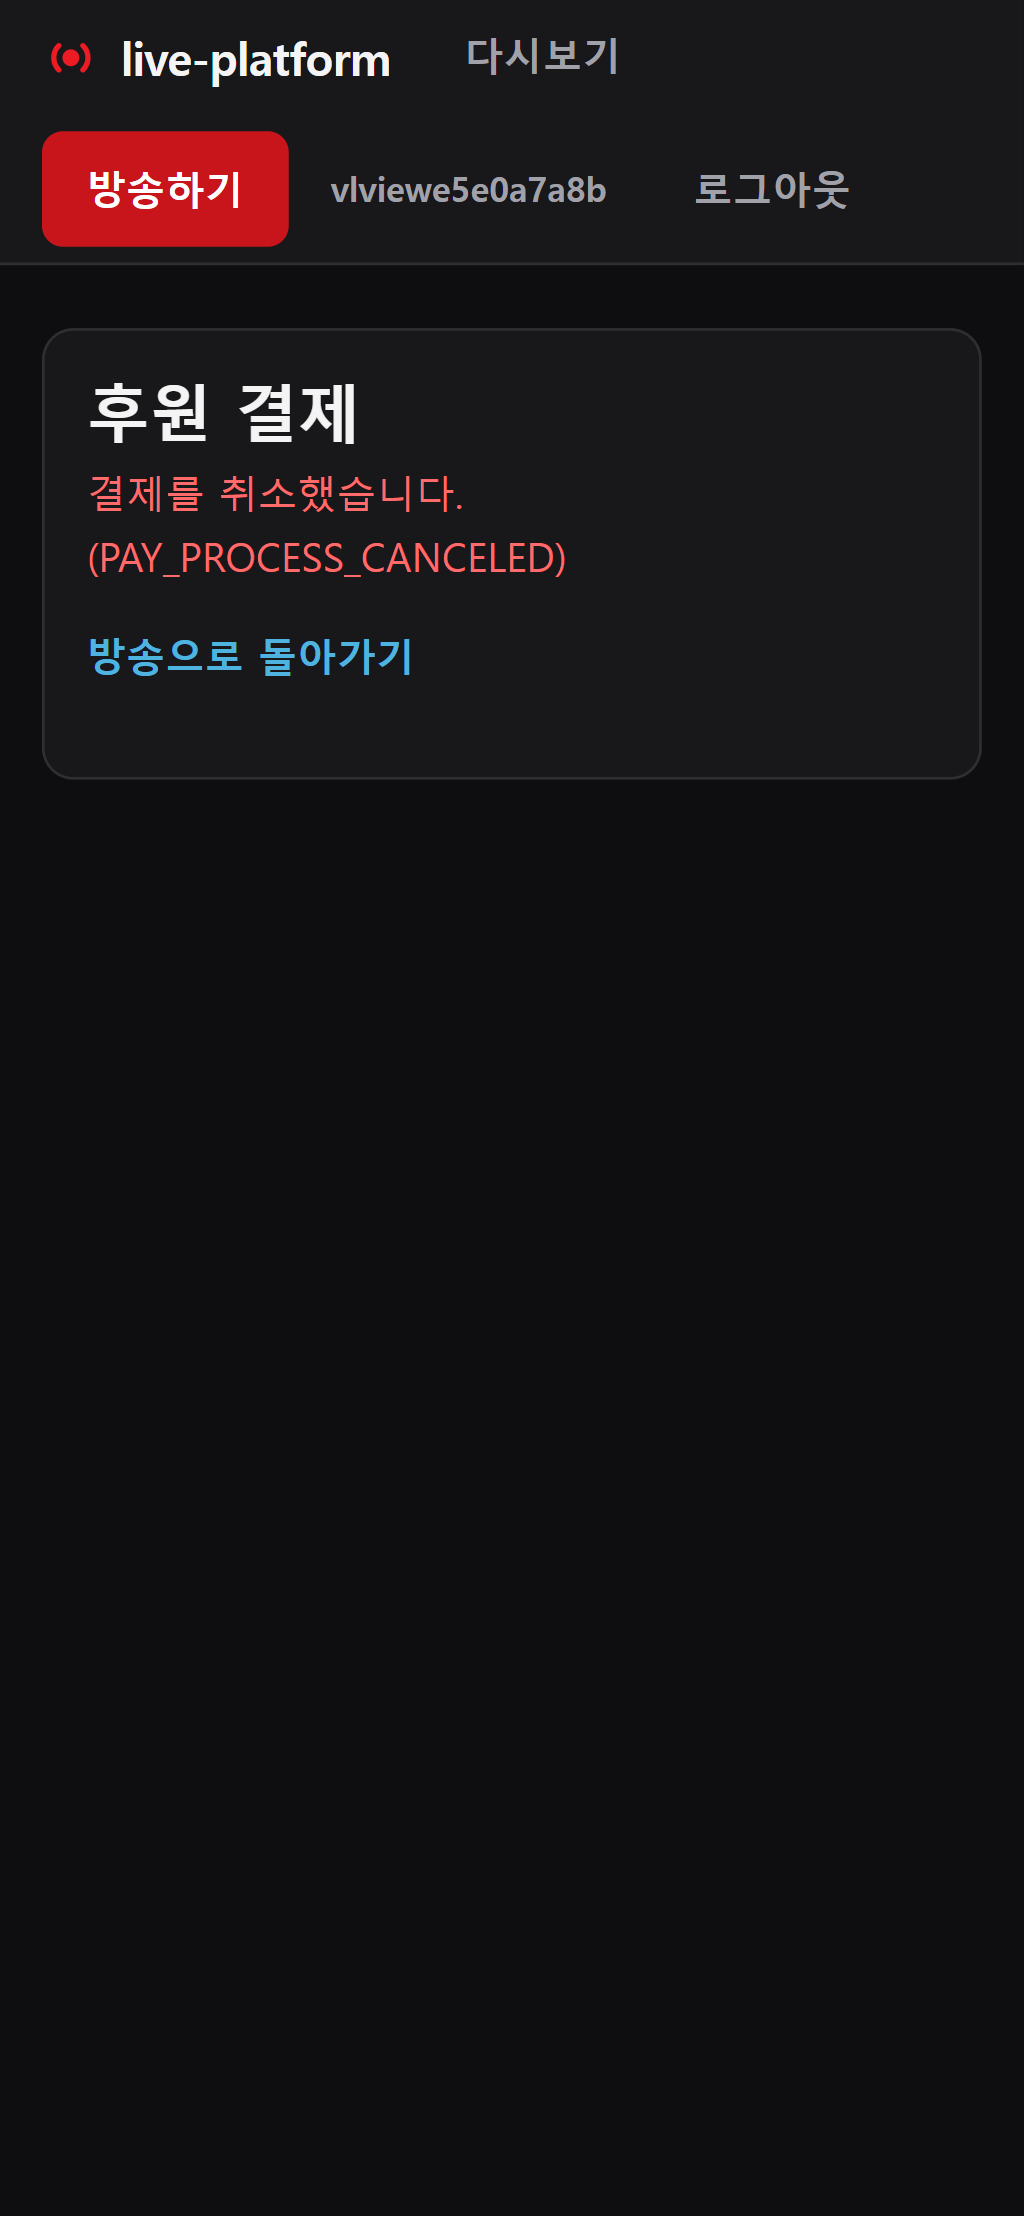 live-platform 다시보기
방송하기 vlviewe5e0a7a8b 로그아웃
후원 결제
결제를 취소했습니다.
(PAY_PROCESS_CANCELED)
방송으로 돌아가기